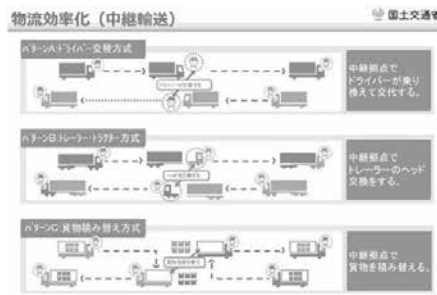 物流効率化（中継輸送）
国土交通省
パターンA:ドライバー交替方式
中継拠点で
ドライバーが乗り
換えて交代する。
パターンB:トレーラー・トラクター方式
中継拠点で
トレーラーのヘッド
交換をする。
パターンC:貨物積み替え方式
中継拠点で
貨物を積み替える。